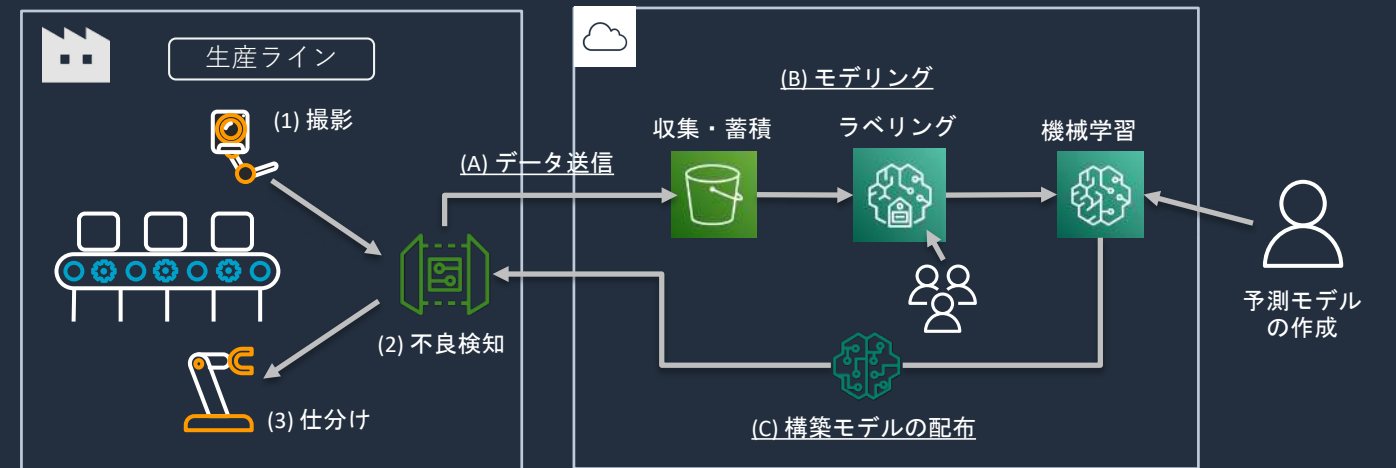 生産ライン
(1) 撮影
(2) 不良検知
(3) 仕分け
(A) データ送信
(B) モデリング
収集・蓄積
ラベリング
機械学習
(C) 構築モデルの配布
予測モデル
の作成